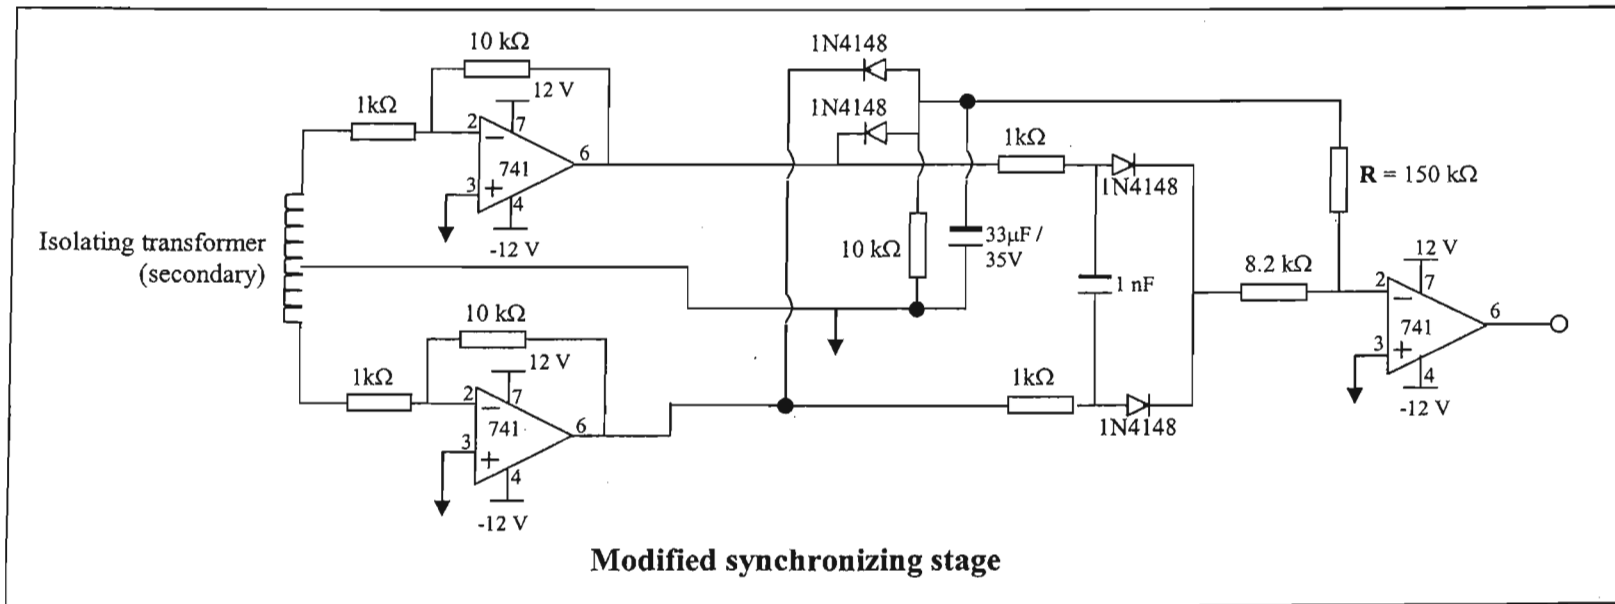 10 kΩ
12 V
1kΩ
2
7
−
741
6
3
+
4
-12 V
Isolating transformer
(secondary)
10 kΩ
12 V
1kΩ
2
7
−
741
6
3
+
4
-12 V
1N4148
1N4148
1kΩ
1N4148
R = 150 kΩ
10 kΩ
33µF /
35V
1 nF
8.2 kΩ
12 V
2
7
−
741
6
3
+
4
-12 V
1kΩ
1N4148
Modified synchronizing stage